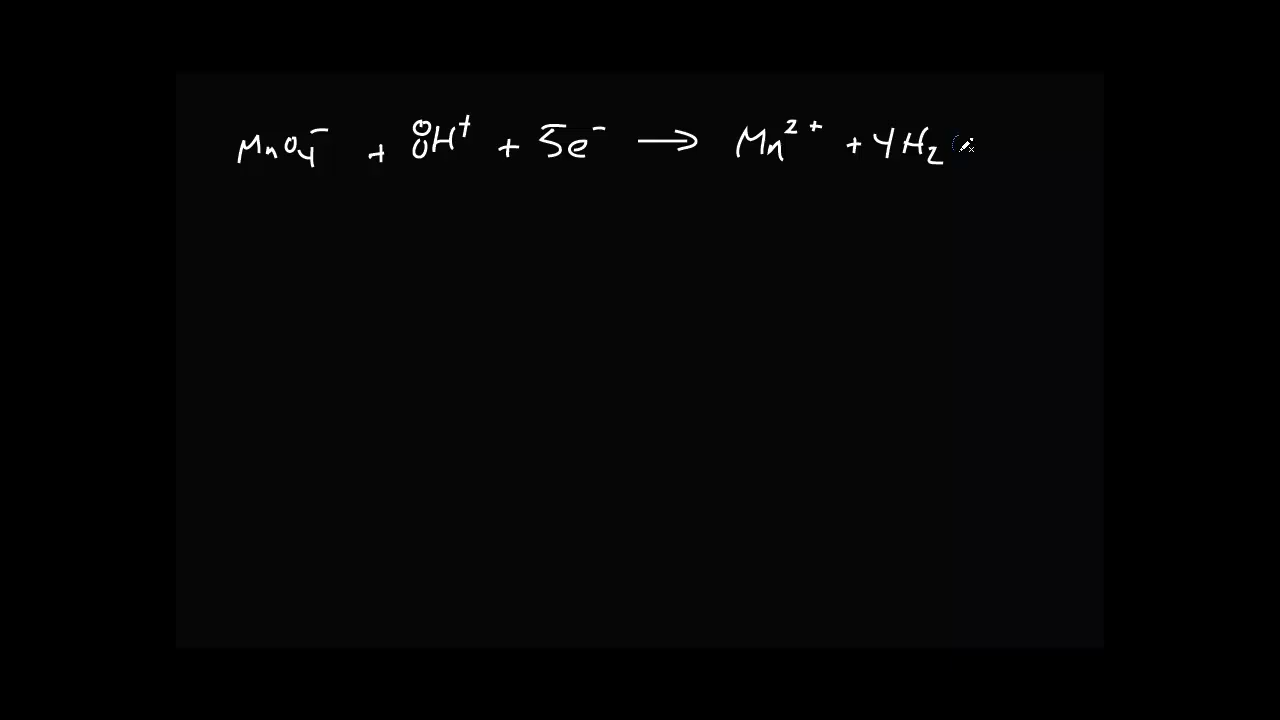 MnO₄⁻ + 8H⁺ + 5e⁻ → Mn²⁺ + 4H₂